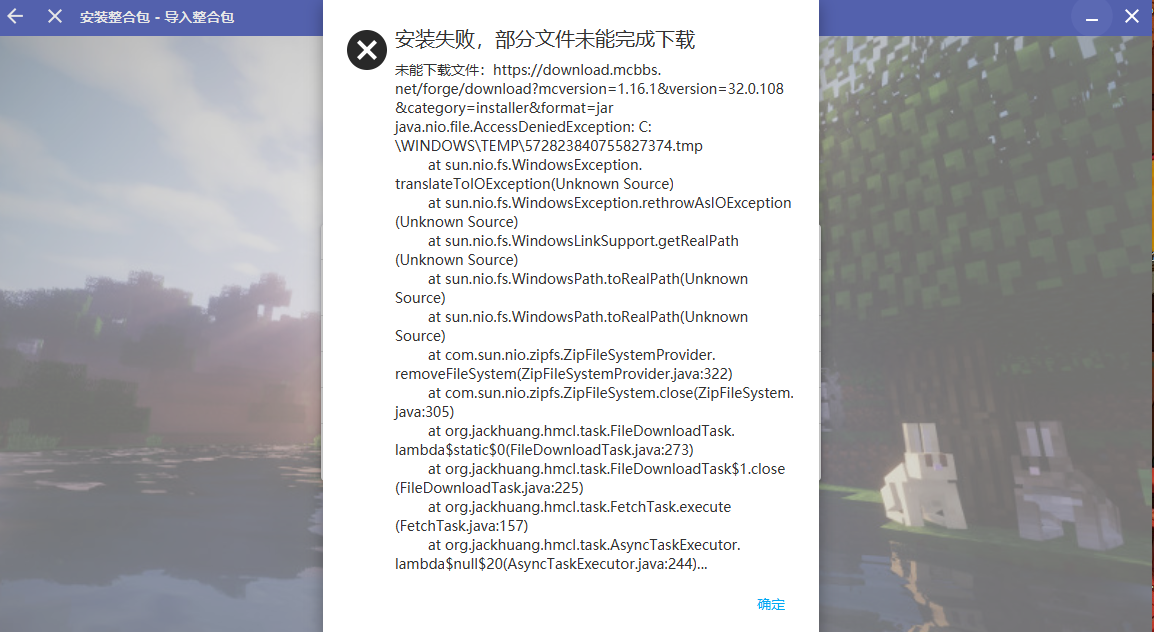 安装整合包 - 导入整合包
安装失败，部分文件未能完成下载
未能下载文件：https://download.mcbbs.
net/forge/download?mcversion=1.16.1&version=32.0.108
&category=installer&format=jar
java.nio.file.AccessDeniedException: C:
\WINDOWS\TEMP\572823840755827374.tmp
at sun.nio.fs.WindowsException.
translateToIOException(Unknown Source)
at sun.nio.fs.WindowsException.rethrowAsIOException
(Unknown Source)
at sun.nio.fs.WindowsLinkSupport.getRealPath
(Unknown Source)
at sun.nio.fs.WindowsPath.toRealPath(Unknown
Source)
at sun.nio.fs.WindowsPath.toRealPath(Unknown
Source)
at com.sun.nio.zipfs.ZipFileSystemProvider.
removeFileSystem(ZipFileSystemProvider.java:322)
at com.sun.nio.zipfs.ZipFileSystem.close(ZipFileSystem.
java:305)
at org.jackhuang.hmcl.task.FileDownloadTask.
lambda$static$0(FileDownloadTask.java:273)
at org.jackhuang.hmcl.task.FileDownloadTask$1.close
(FileDownloadTask.java:225)
at org.jackhuang.hmcl.task.FetchTask.execute
(FetchTask.java:157)
at org.jackhuang.hmcl.task.AsyncTaskExecutor.
lambda$null$20(AsyncTaskExecutor.java:244)...
确定